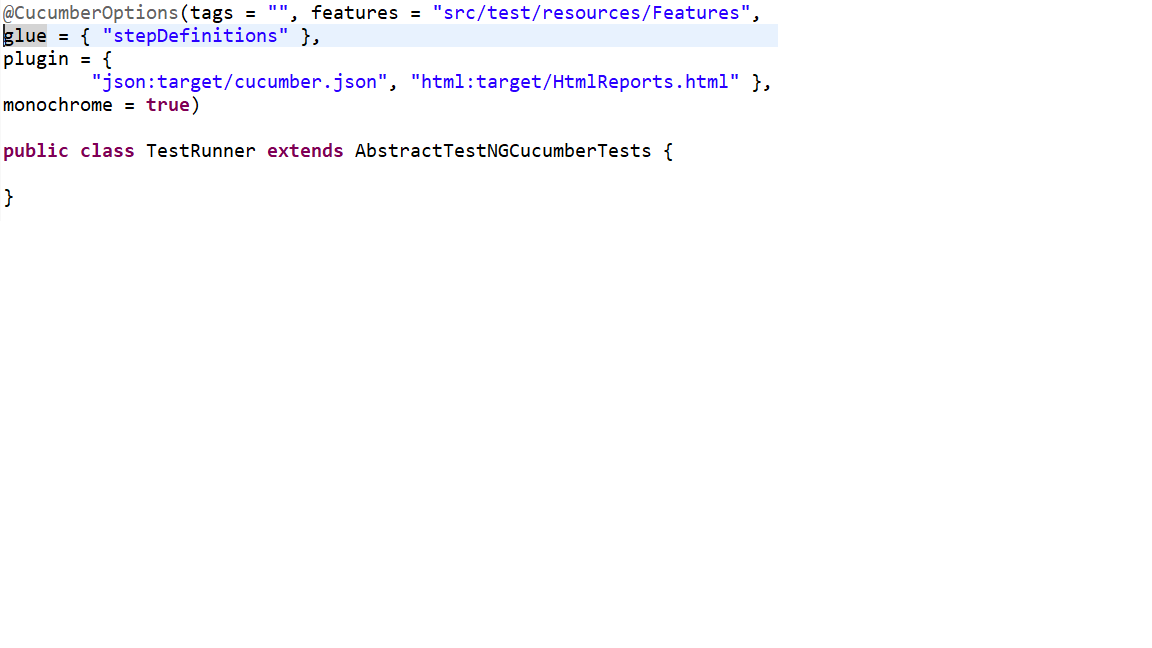 @CucumberOptions(tags = "", features = "src/test/resources/Features",
glue = { "stepDefinitions" },
plugin = {
"json:target/cucumber.json", "html:target/HtmlReports.html" },
monochrome = true)
public class TestRunner extends AbstractTestNGCucumberTests {
}